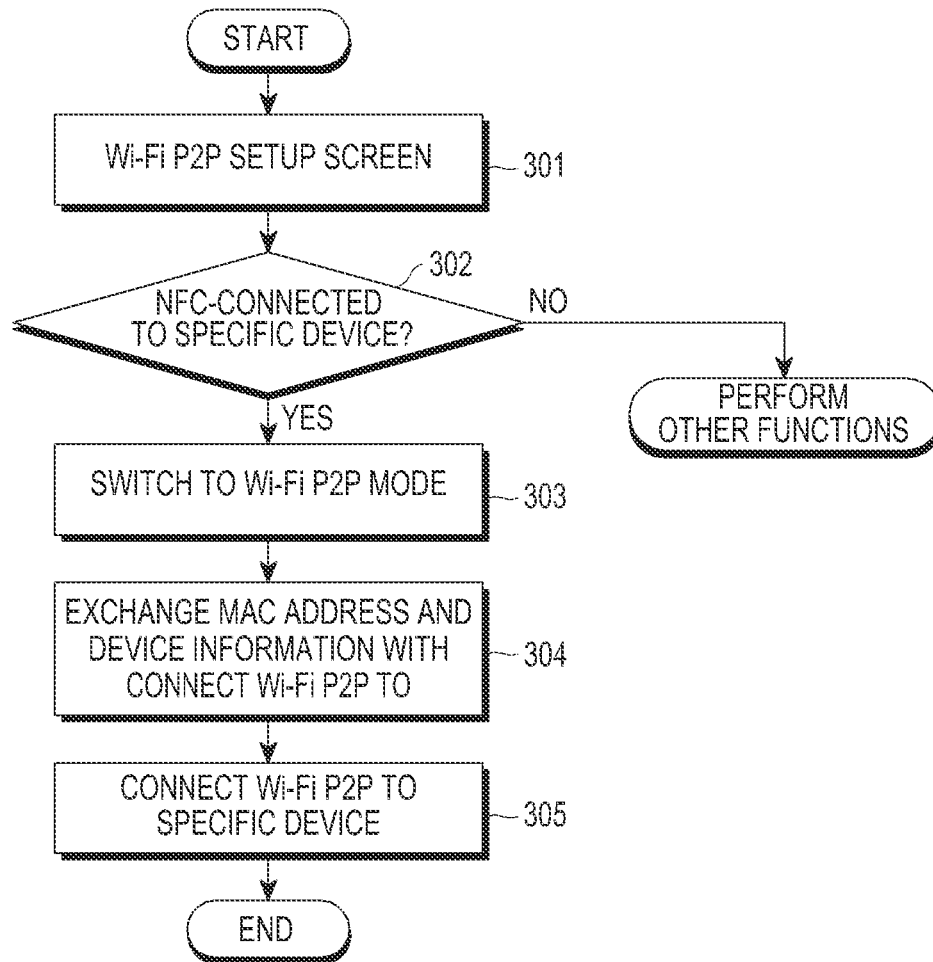 START
Wi-Fi P2P SETUP SCREEN
301
302
NFC-CONNECTED
TO SPECIFIC DEVICE?
NO
PERFORM
OTHER FUNCTIONS
YES
SWITCH TO Wi-Fi P2P MODE
303
EXCHANGE MAC ADDRESS AND
DEVICE INFORMATION WITH
CONNECT Wi-Fi P2P TO
304
CONNECT Wi-Fi P2P TO
SPECIFIC DEVICE
305
END